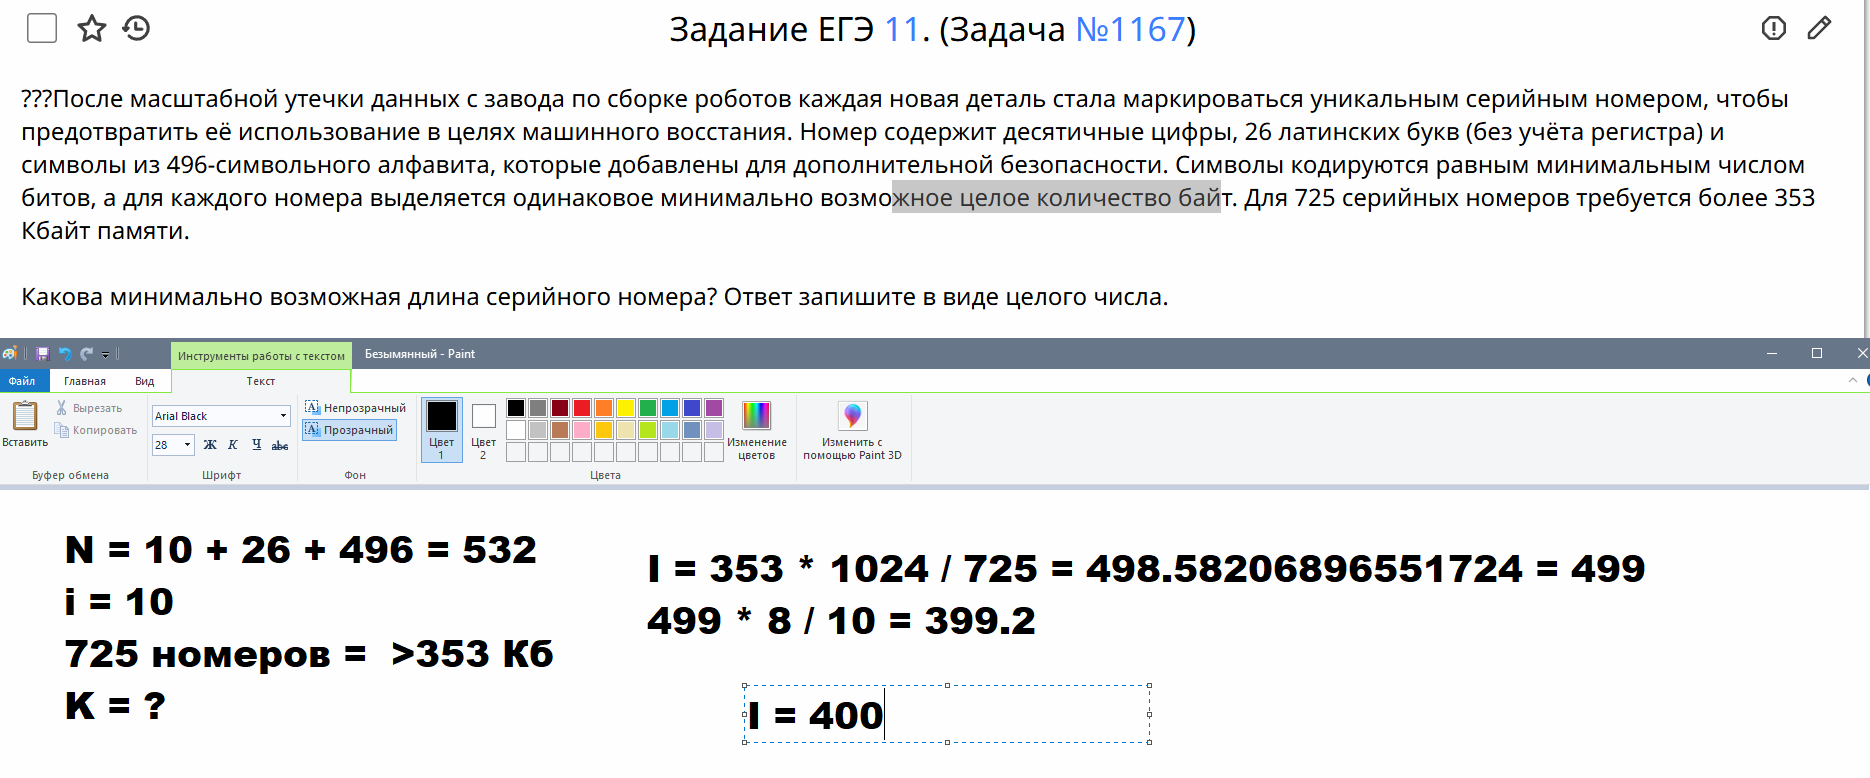 Задание ЕГЭ 11. (Задача №1167)
???После масштабной утечки данных с завода по сборке роботов каждая новая деталь стала маркироваться уникальным серийным номером, чтобы
предотвратить её использование в целях машинного восстания. Номер содержит десятичные цифры, 26 латинских букв (без учёта регистра) и
символы из 496-символьного алфавита, которые добавлены для дополнительной безопасности. Символы кодируются равным минимальным числом
битов, а для каждого номера выделяется одинаковое минимально возможное целое количество байт. Для 725 серийных номеров требуется более 353
Кбайт памяти.
Какова минимально возможная длина серийного номера? Ответ запишите в виде целого числа.
Инструменты работы с текстом
Безымянный - Paint
Файл Главная Вид Текст
Вставить
Вырезать
Копировать
Буфер обмена
Arial Black
28 Ж К Ч abc
Шрифт
Непрозрачный
Прозрачный
Фон
Цвет 1
Цвет 2
Цвета
Изменение цветов
Изменить с помощью Paint 3D
N = 10 + 26 + 496 = 532
i = 10
725 номеров = >353 Кб
K = ?
I = 353 * 1024 / 725 = 498.58206896551724 = 499
499 * 8 / 10 = 399.2
I = 400